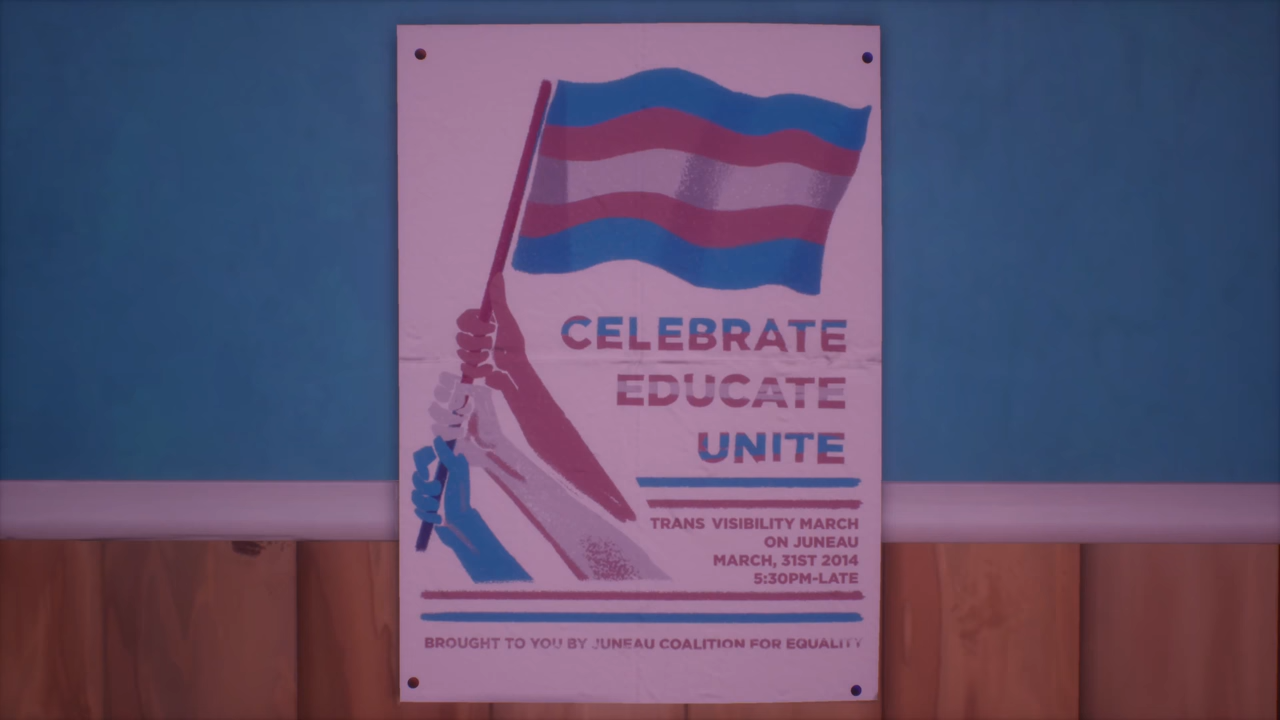 CELEBRATE
EDUCATE
UNITE
TRANS VISIBILITY MARCH
ON JUNEAU
MARCH, 31ST 2014
5:30PM-LATE
BROUGHT TO YOU BY JUNEAU COALITION FOR EQUALITY